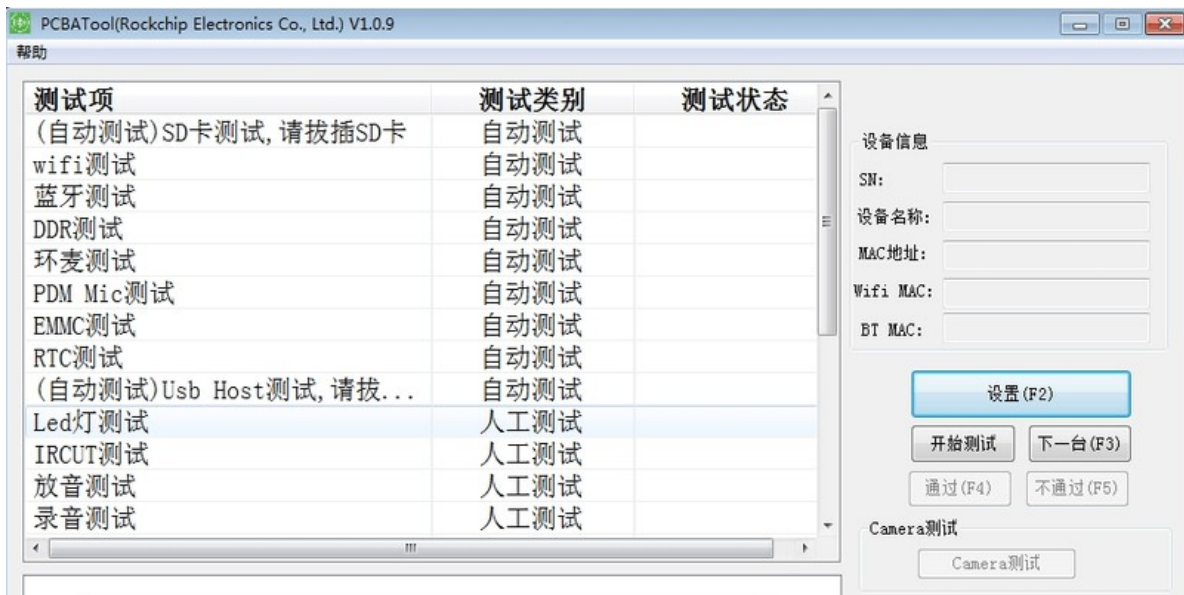 PCBATool(Rockchip Electronics Co., Ltd.) V1.0.9
帮助
测试项 测试类别 测试状态
(自动测试)SD卡测试,请拔插SD卡 自动测试
wifi测试 自动测试
蓝牙测试 自动测试
DDR测试 自动测试
环麦测试 自动测试
PDM Mic测试 自动测试
EMMC测试 自动测试
RTC测试 自动测试
(自动测试)Usb Host测试,请拔... 自动测试
Led灯测试 人工测试
IRCUT测试 人工测试
放音测试 人工测试
录音测试 人工测试
设备信息
SN:
设备名称:
MAC地址:
Wifi MAC:
BT MAC:
设置(F2)
开始测试 下一台(F3)
通过(F4) 不通过(F5)
Camera测试
Camera测试